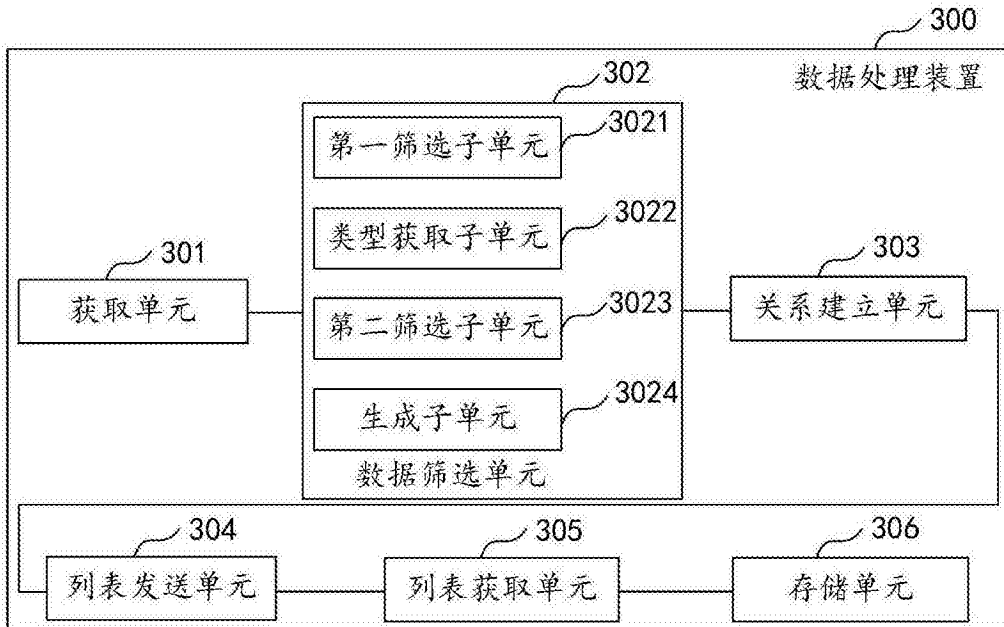 300
数据处理装置
302
第一筛选子单元
3021
类型获取子单元
3022
301
获取单元
第二筛选子单元
3023
303
关系建立单元
生成子单元
3024
数据筛选单元
304
列表发送单元
305
列表获取单元
306
存储单元